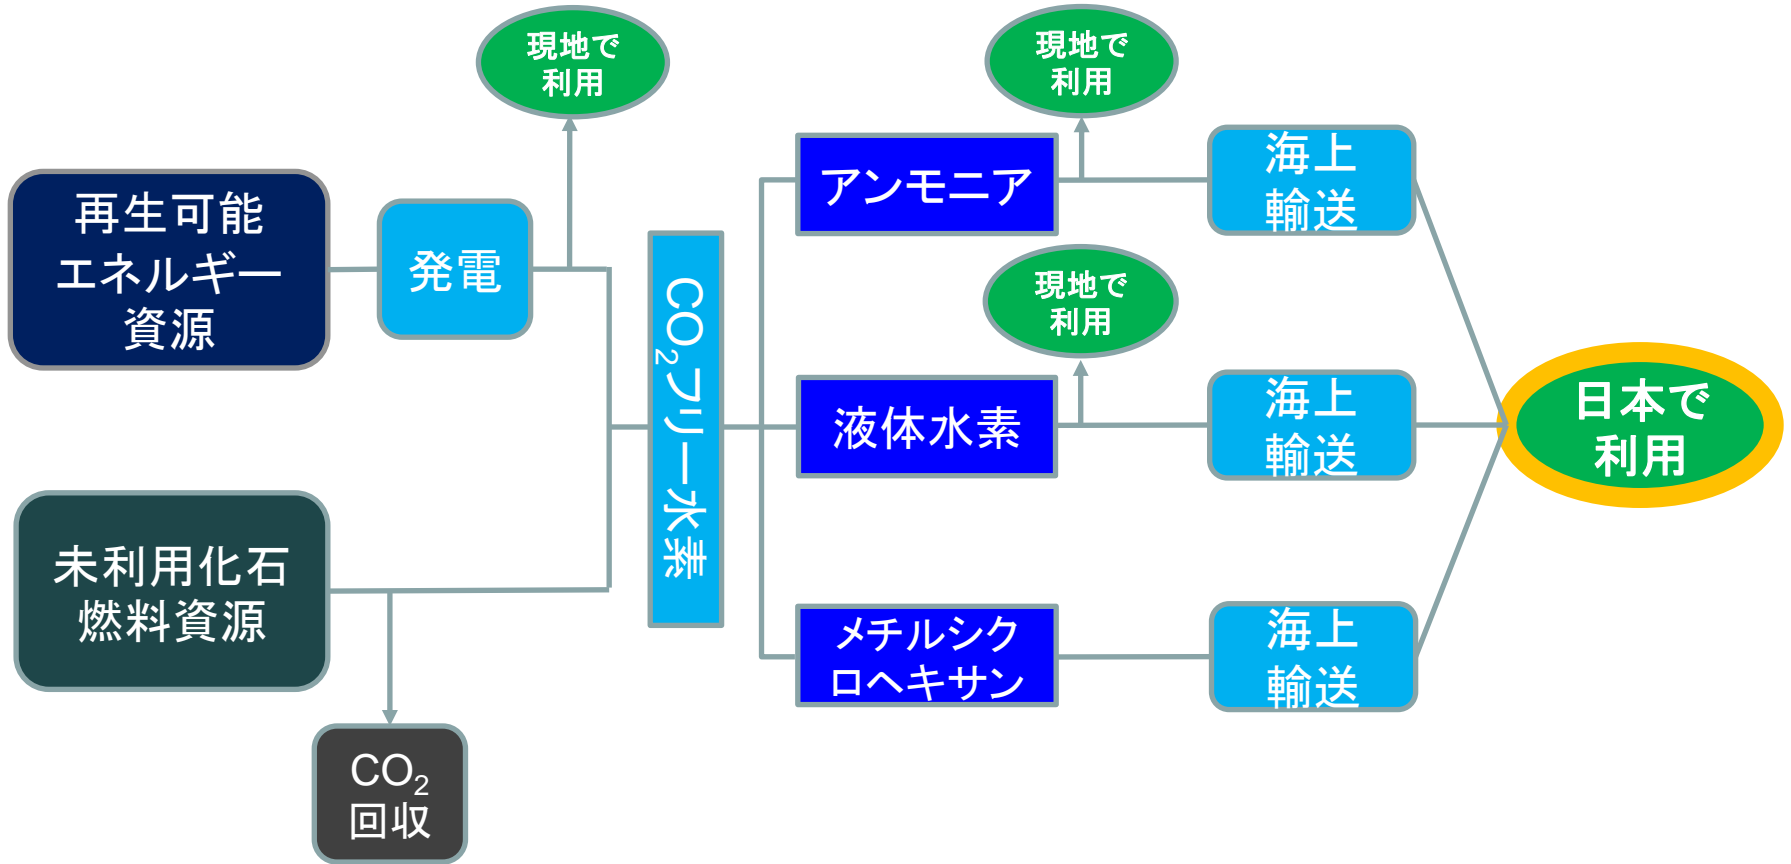 現地で
利用
現地で
利用
再生可能
エネルギー
資源
発電
アンモニア
海上
輸送
CO₂フリー水素
現地で
利用
液体水素
海上
輸送
日本で
利用
未利用化石
燃料資源
メチルシク
ロヘキサン
海上
輸送
CO₂
回収